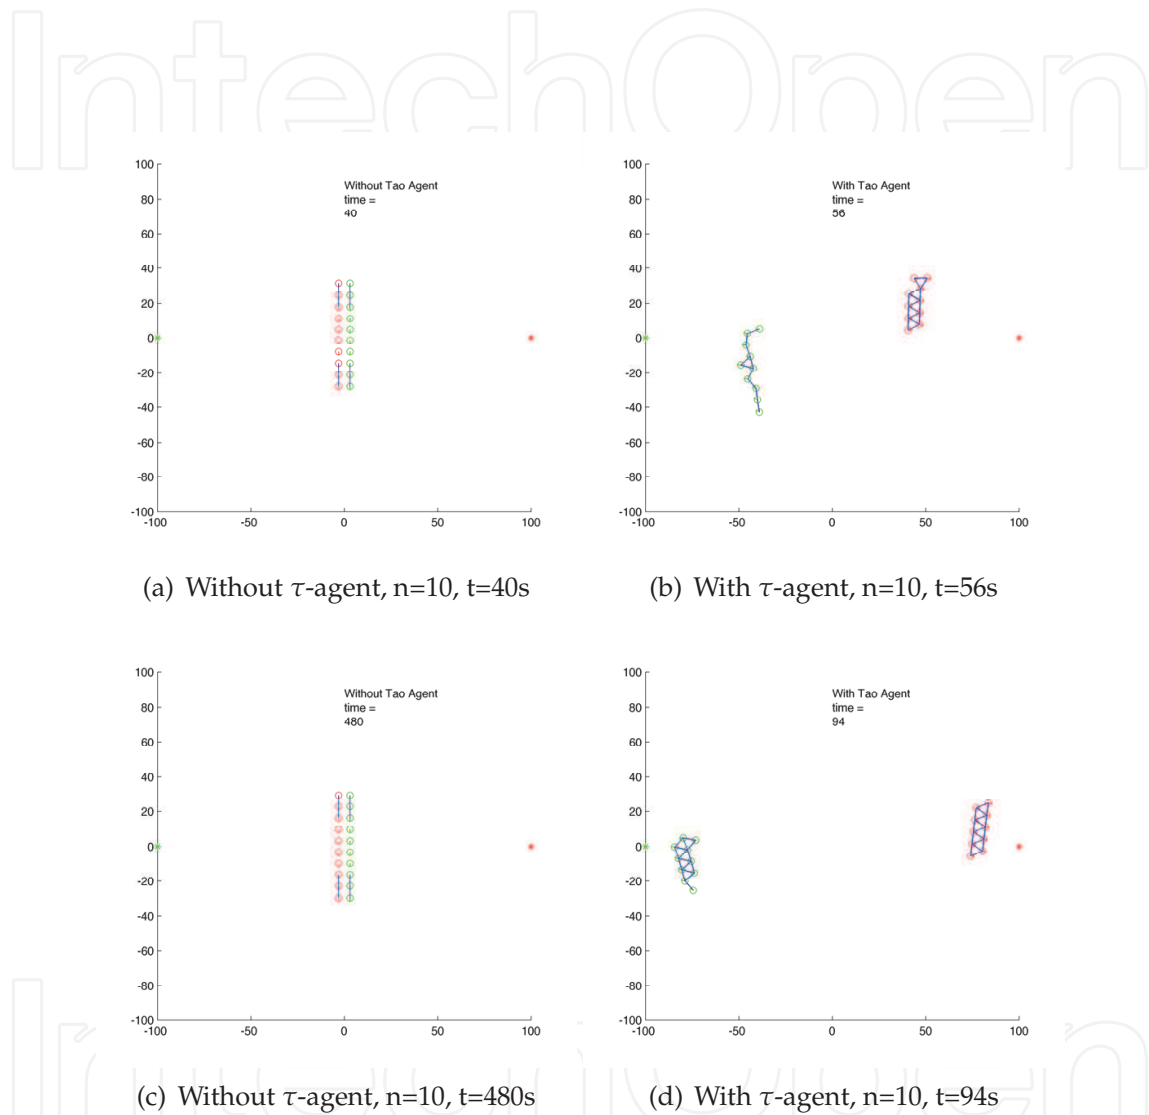 IntechOpen
100
80
60
40
20
0
-20
-40
-60
-80
-100
-100 -50 0 50 100
Without Tao Agent
time =
40
100
80
60
40
20
0
-20
-40
-60
-80
-100
-100 -50 0 50 100
With Tao Agent
time =
56
(a) Without τ-agent, n=10, t=40s
(b) With τ-agent, n=10, t=56s
100
80
60
40
20
0
-20
-40
-60
-80
-100
-100 -50 0 50 100
Without Tao Agent
time =
480
100
80
60
40
20
0
-20
-40
-60
-80
-100
-100 -50 0 50 100
With Tao Agent
time =
94
(c) Without τ-agent, n=10, t=480s
(d) With τ-agent, n=10, t=94s
IntechOpen